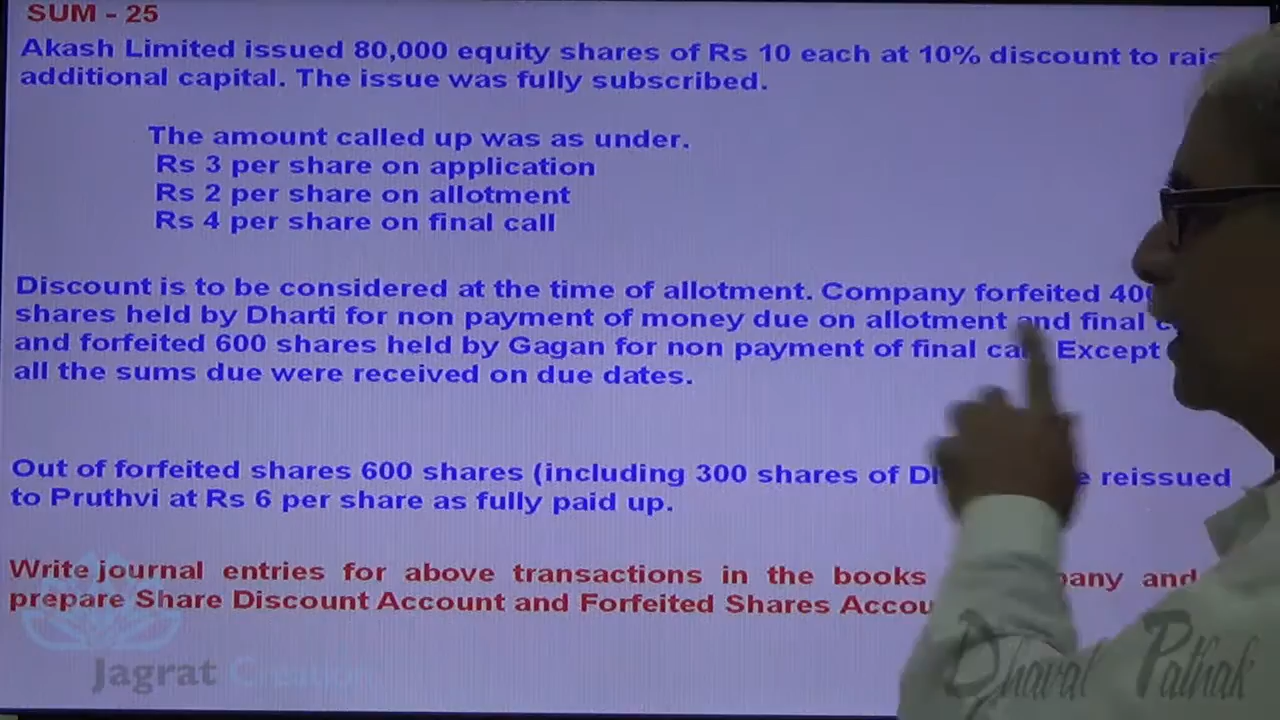 SUM - 25
Akash Limited issued 80,000 equity shares of Rs 10 each at 10% discount to
additional capital. The issue was fully subscribed.
The amount called up was as under.
Rs 3 per share on application
Rs 2 per share on allotment
Rs 4 per share on final call
Discount is to be considered at the time of allotment. Company forfeited
shares held by Dharti for non payment of money due on allotment and final
and forfeited 600 shares held by Gagan for non payment of final Except
all the sums due were received on due dates.
Out of forfeited shares 600 shares (including 300 shares of reissued
to Pruthvi at Rs 6 per share as fully paid up.
Write journal entries for above transactions in the books and
prepare Share Discount Account and Forfeited Shares
Jagrat Creation
Dhaval Pathak